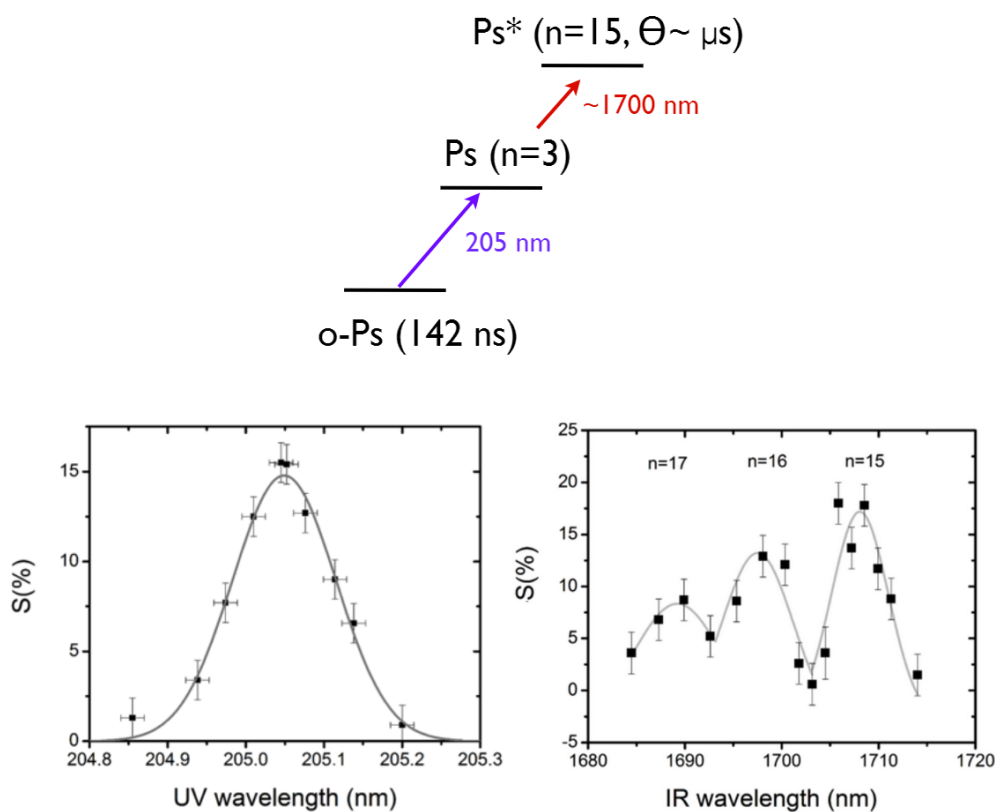 Ps* (n=15, Θ~ μs)
~1700 nm
Ps (n=3)
205 nm
o-Ps (142 ns)
S(%)
15
10
5
0
204.8 204.9 205.0 205.1 205.2 205.3
UV wavelength (nm)
S(%)
25
20
15
10
5
0
-5
n=17 n=16 n=15
1680 1690 1700 1710 1720
IR wavelength (nm)